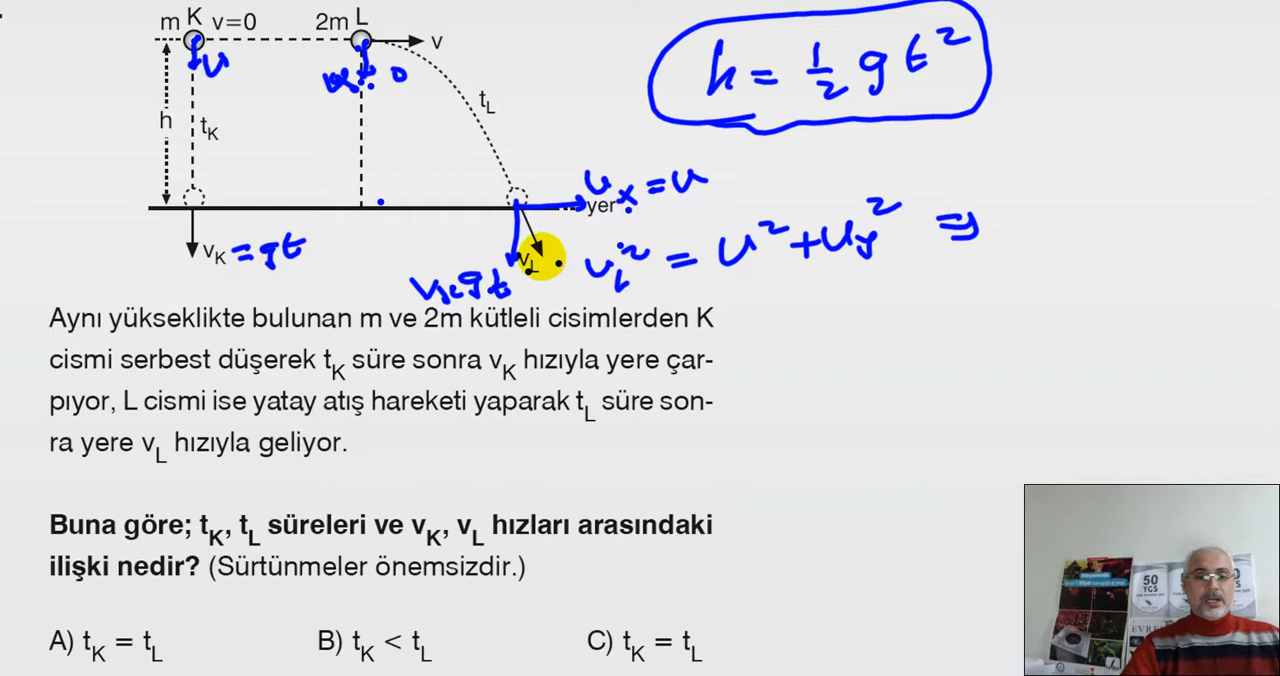 m K v=0 2m L v
h = 1/2 g t²
0
t_L
h t_K
v_x = v
yer
v_K = gt
v_L
v_L² = v² + v_y² ⇒
gt
Aynı yükseklikte bulunan m ve 2m kütleli cisimlerden K
cismi serbest düşerek t_K süre sonra v_K hızıyla yere çar-
pıyor, L cismi ise yatay atış hareketi yaparak t_L süre son-
ra yere v_L hızıyla geliyor.
Buna göre; t_K, t_L süreleri ve v_K, v_L hızları arasındaki
ilişki nedir? (Sürtünmeler önemsizdir.)
A) t_K = t_L B) t_K < t_L C) t_K = t_L
50
YGS